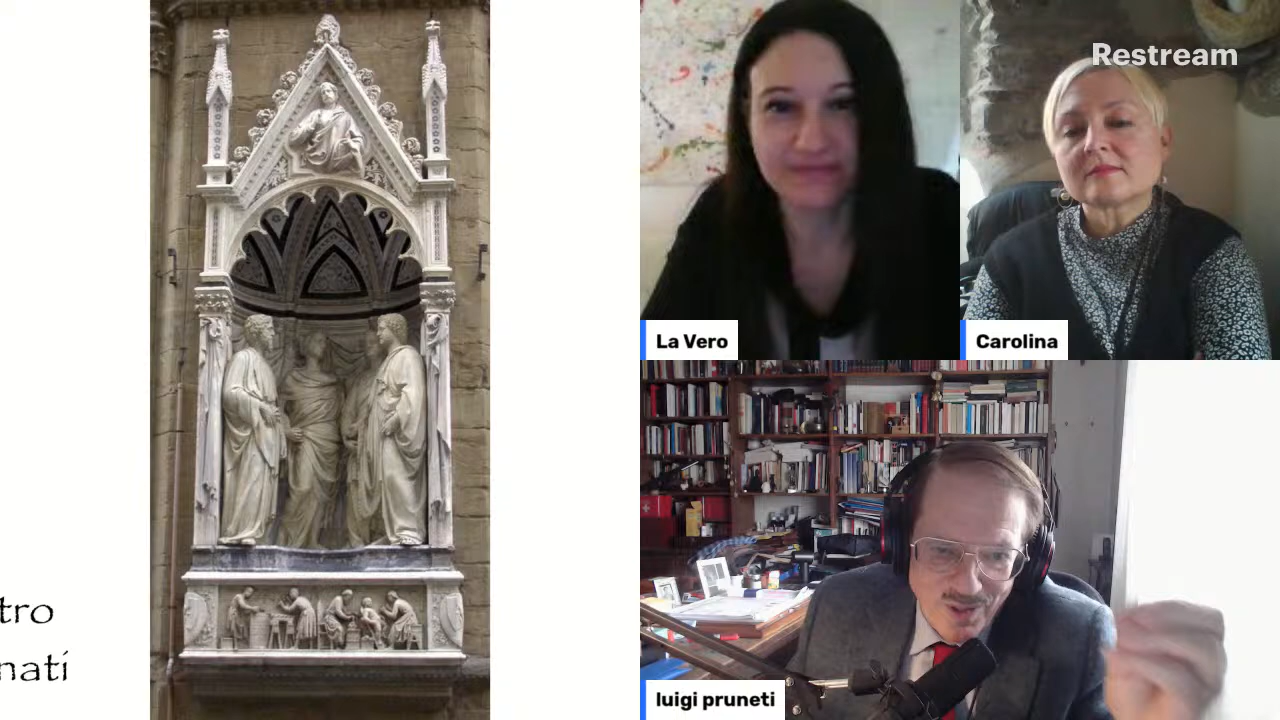 tro
nati
Restream
La Vero
Carolina
luigi pruneti